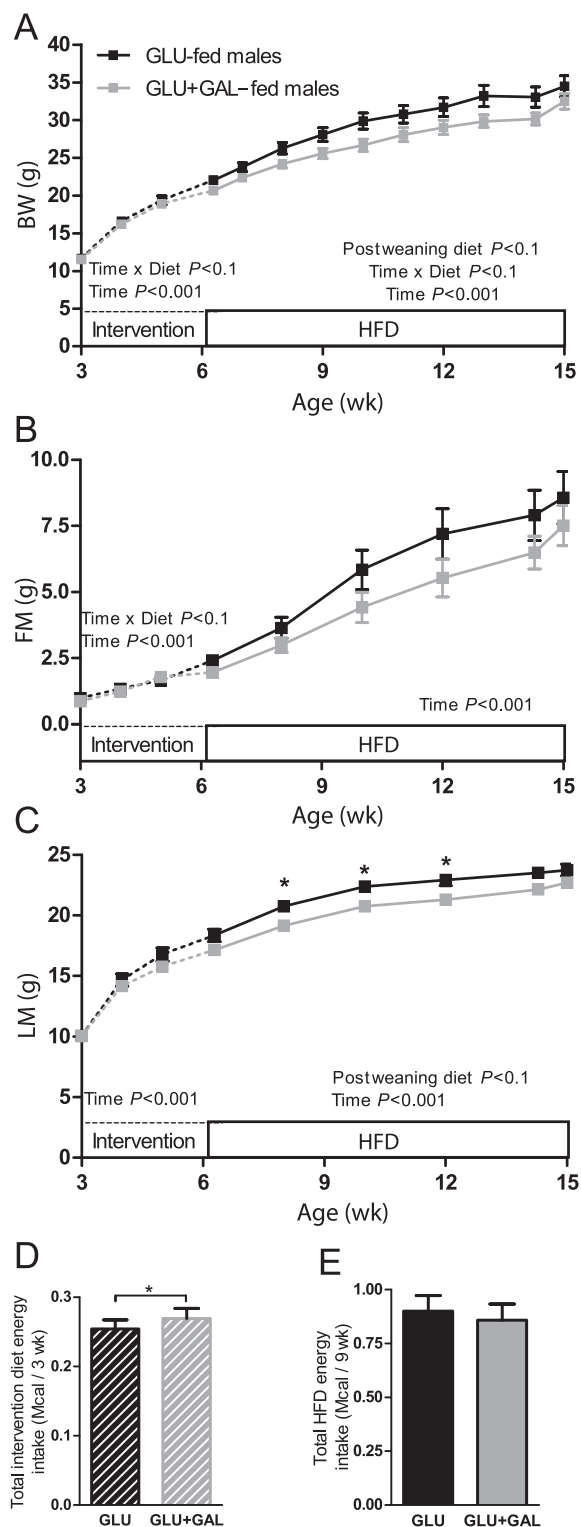 A
GLU-fed males
GLU+GAL–fed males
40
35
30
25
20
15
10
5
0
BW (g)
Time x Diet P<0.1
Time P<0.001
Postweaning diet P<0.1
Time x Diet P<0.1
Time P<0.001
Intervention
HFD
3
6
9
12
15
Age (wk)
B
10.0
7.5
5.0
2.5
0.0
FM (g)
Time x Diet P<0.1
Time P<0.001
Time P<0.001
Intervention
HFD
3
6
9
12
15
Age (wk)
C
25
20
15
10
5
0
LM (g)
* * *
Time P<0.001
Postweaning diet P<0.1
Time P<0.001
Intervention
HFD
3
6
9
12
15
Age (wk)
D
Total intervention diet energy
intake (Mcal / 3 wk)
0.3
0.2
0.1
0.0
*
GLU
GLU+GAL
E
Total HFD energy
intake (Mcal / 9 wk)
1.00
0.75
0.50
0.25
0.00
GLU
GLU+GAL